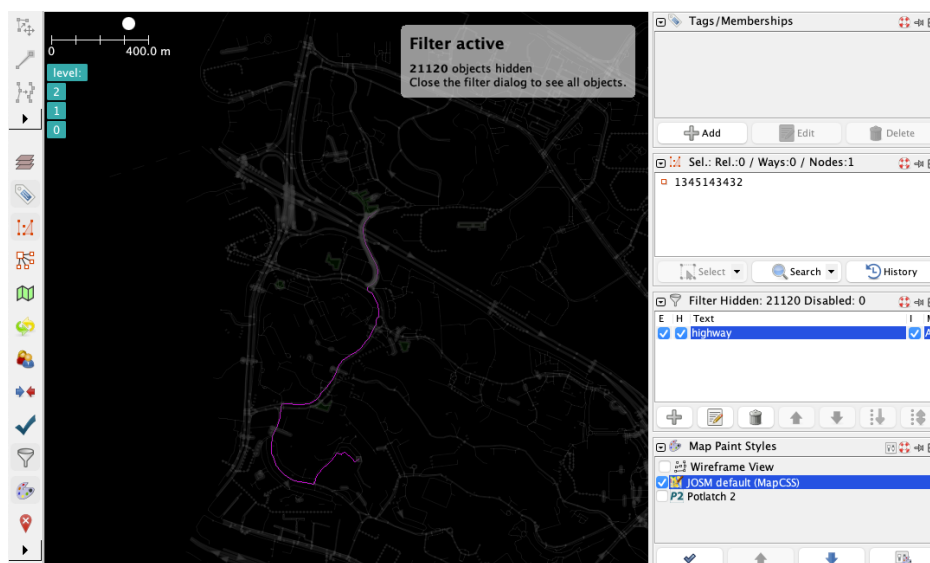 0
400.0 m
level:
2
1
0
Filter active
21120 objects hidden
Close the filter dialog to see all objects.
Tags/Memberships
Add
Edit
Delete
Sel.: Rel.:0 / Ways:0 / Nodes:1
1345143432
Select
Search
History
Filter Hidden: 21120 Disabled: 0
E H Text I
highway
Map Paint Styles
Wireframe View
JOSM default (MapCSS)
P2 Potlatch 2